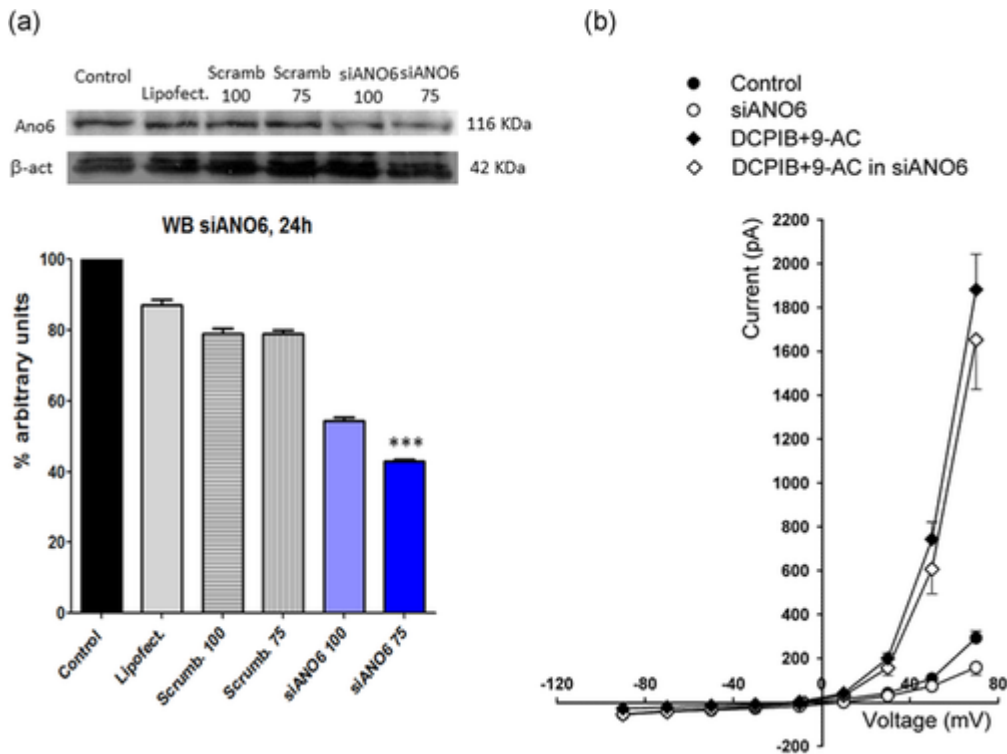 (a)
Control Lipofect. Scramb 100 Scramb 75 siANO6 100 siANO6 75
Ano6 116 KDa
β-act 42 KDa
WB siANO6, 24h
% arbitrary units
100
80
60
40
20
0
***
Control Lipofect. Scrumb. 100 Scrumb. 75 siANO6 100 siANO6 75
(b)
Control
siANO6
DCPIB+9-AC
DCPIB+9-AC in siANO6
Current (pA)
2200
2000
1800
1600
1400
1200
1000
800
600
400
200
-200
-120 -80 -40 0 40 80
Voltage (mV)